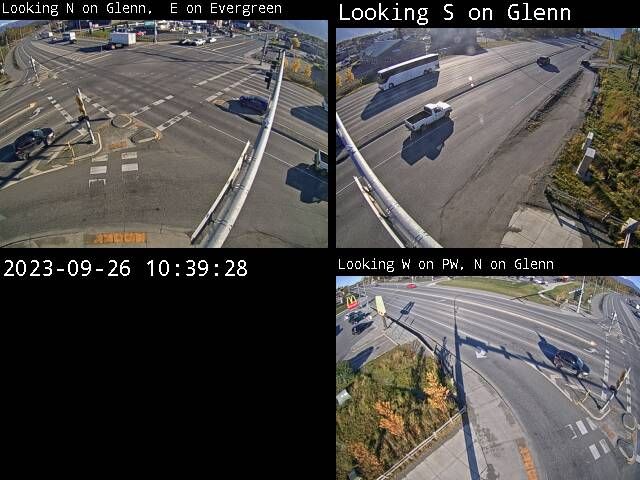 Looking N on Glenn,  E on Evergreen
Looking S on Glenn
2023-09-26 10:39:28
Looking W on PW, N on Glenn